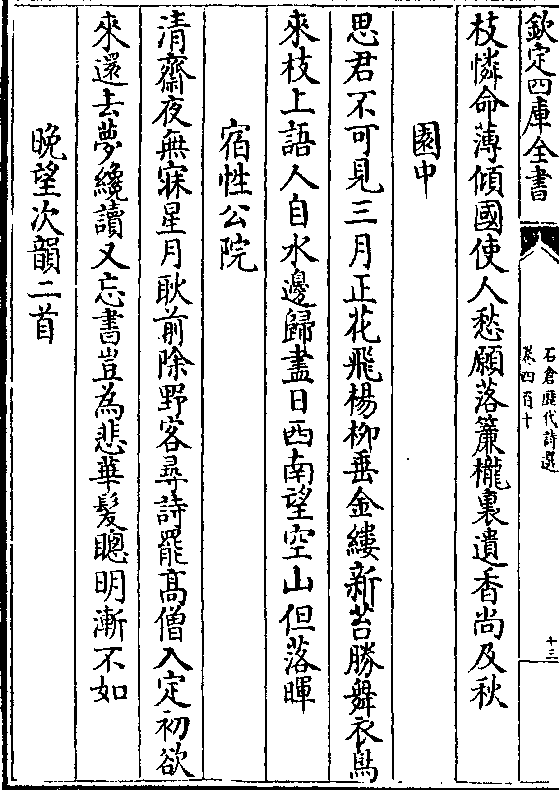 欽定四庫全書
石倉歷代詩選
卷四百十
十三
枝憐命薄傾國使人愁願落簾櫳裏遺香尚及秋
園中
思君不可見三月正花飛楊柳垂金縷新苔勝舞衣鳥
來枝上語人自水邊歸盡日西南望空山但落暉
宿性公院
清齋夜無寐星月耿前除野客尋詩罷高僧入定初欲
來還去夢纔讀又忘書豈為悲華髮聰明漸不如
晚望次韻二首